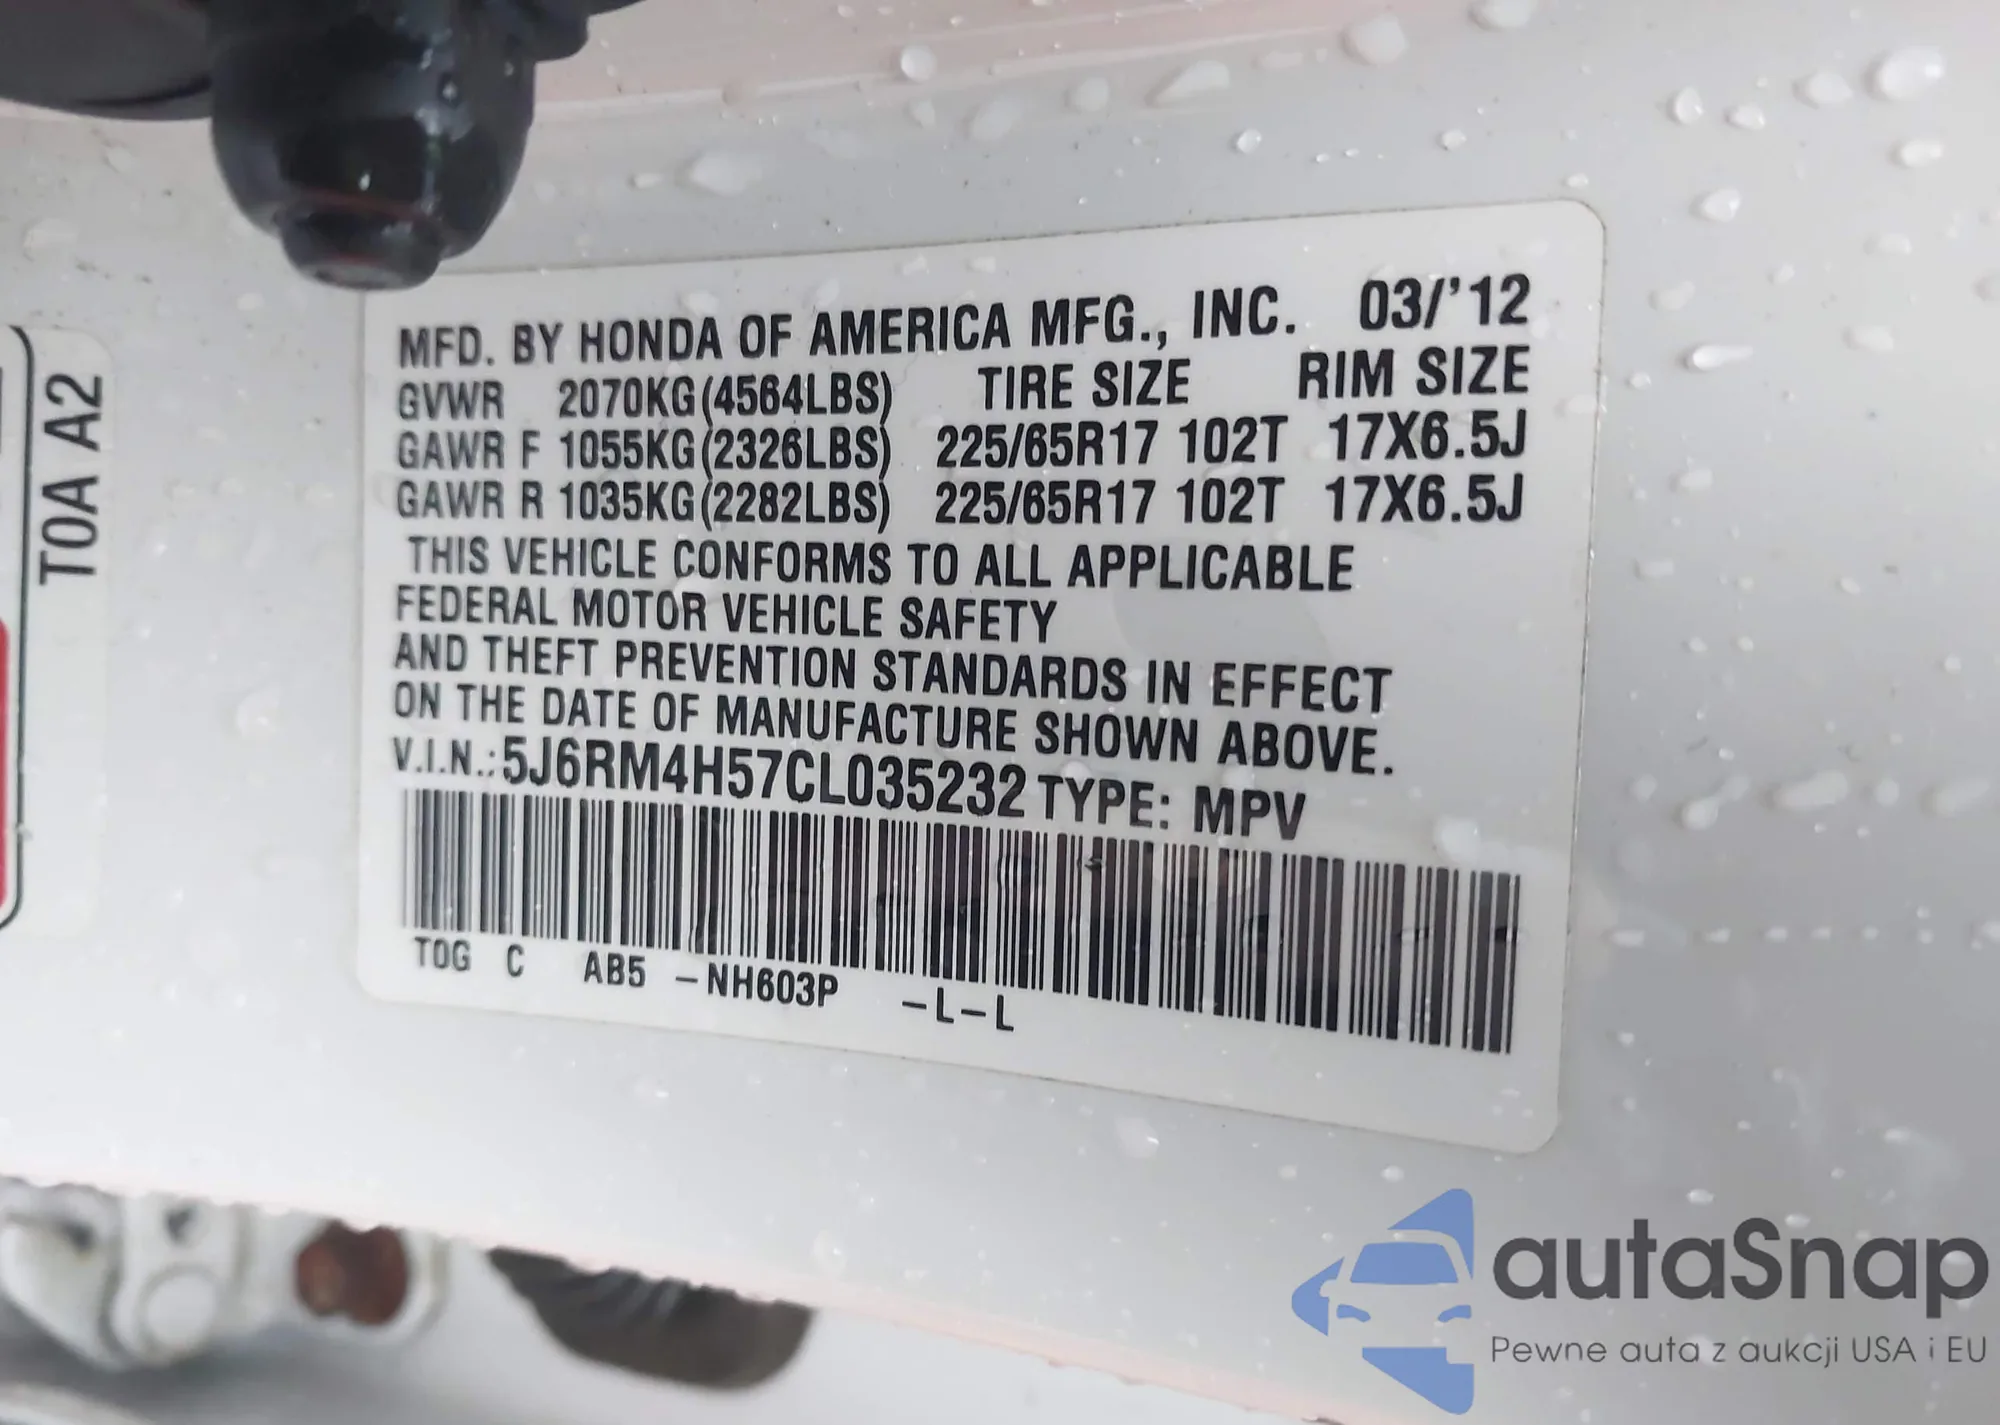 MFD. BY HONDA OF AMERICA MFG., INC. 03/'12
GVWR 2070KG(4564LBS) TIRE SIZE RIM SIZE
GAWR F 1055KG(2326LBS) 225/65R17 102T 17X6.5J
GAWR R 1035KG(2282LBS) 225/65R17 102T 17X6.5J
THIS VEHICLE CONFORMS TO ALL APPLICABLE
FEDERAL MOTOR VEHICLE SAFETY
AND THEFT PREVENTION STANDARDS IN EFFECT
ON THE DATE OF MANUFACTURE SHOWN ABOVE.
V.I.N.: 5J6RM4H57CL035232 TYPE: MPV
TOG C AB5 -NH603P -L-L
T0A A2
autaSnap
Pewne auta z aukcji USA i EU